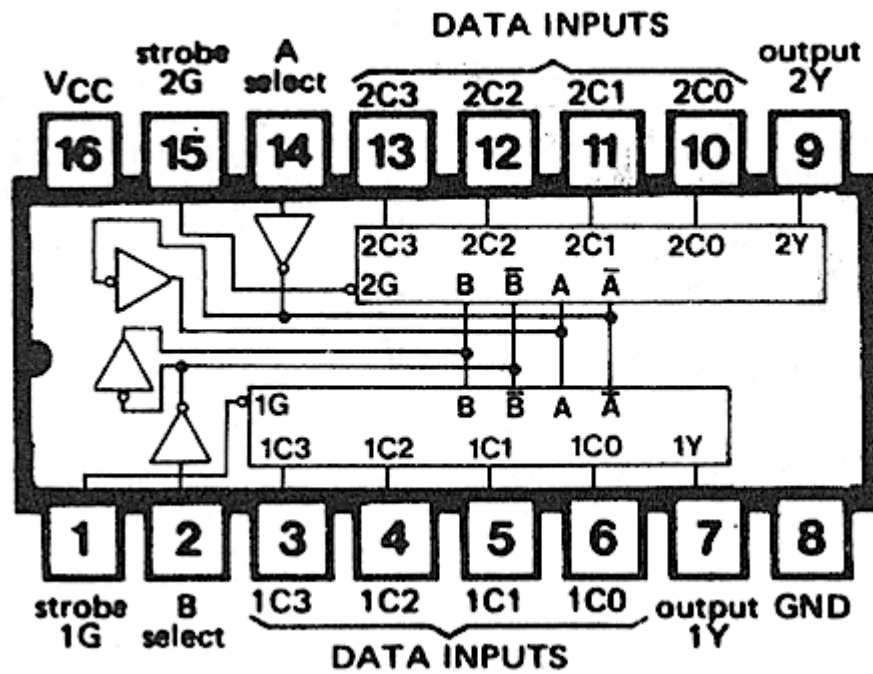 DATA INPUTS
VCC
strobe
2G
A
select
2C3 2C2 2C1 2C0
output
2Y
16 15 14 13 12 11 10 9
2C3 2C2 2C1 2C0 2Y
2G B B̅ A A̅
1G B B̅ A A̅
1C3 1C2 1C1 1C0 1Y
1 2 3 4 5 6 7 8
strobe
1G
B
select
1C3 1C2 1C1 1C0
output
1Y
GND
DATA INPUTS